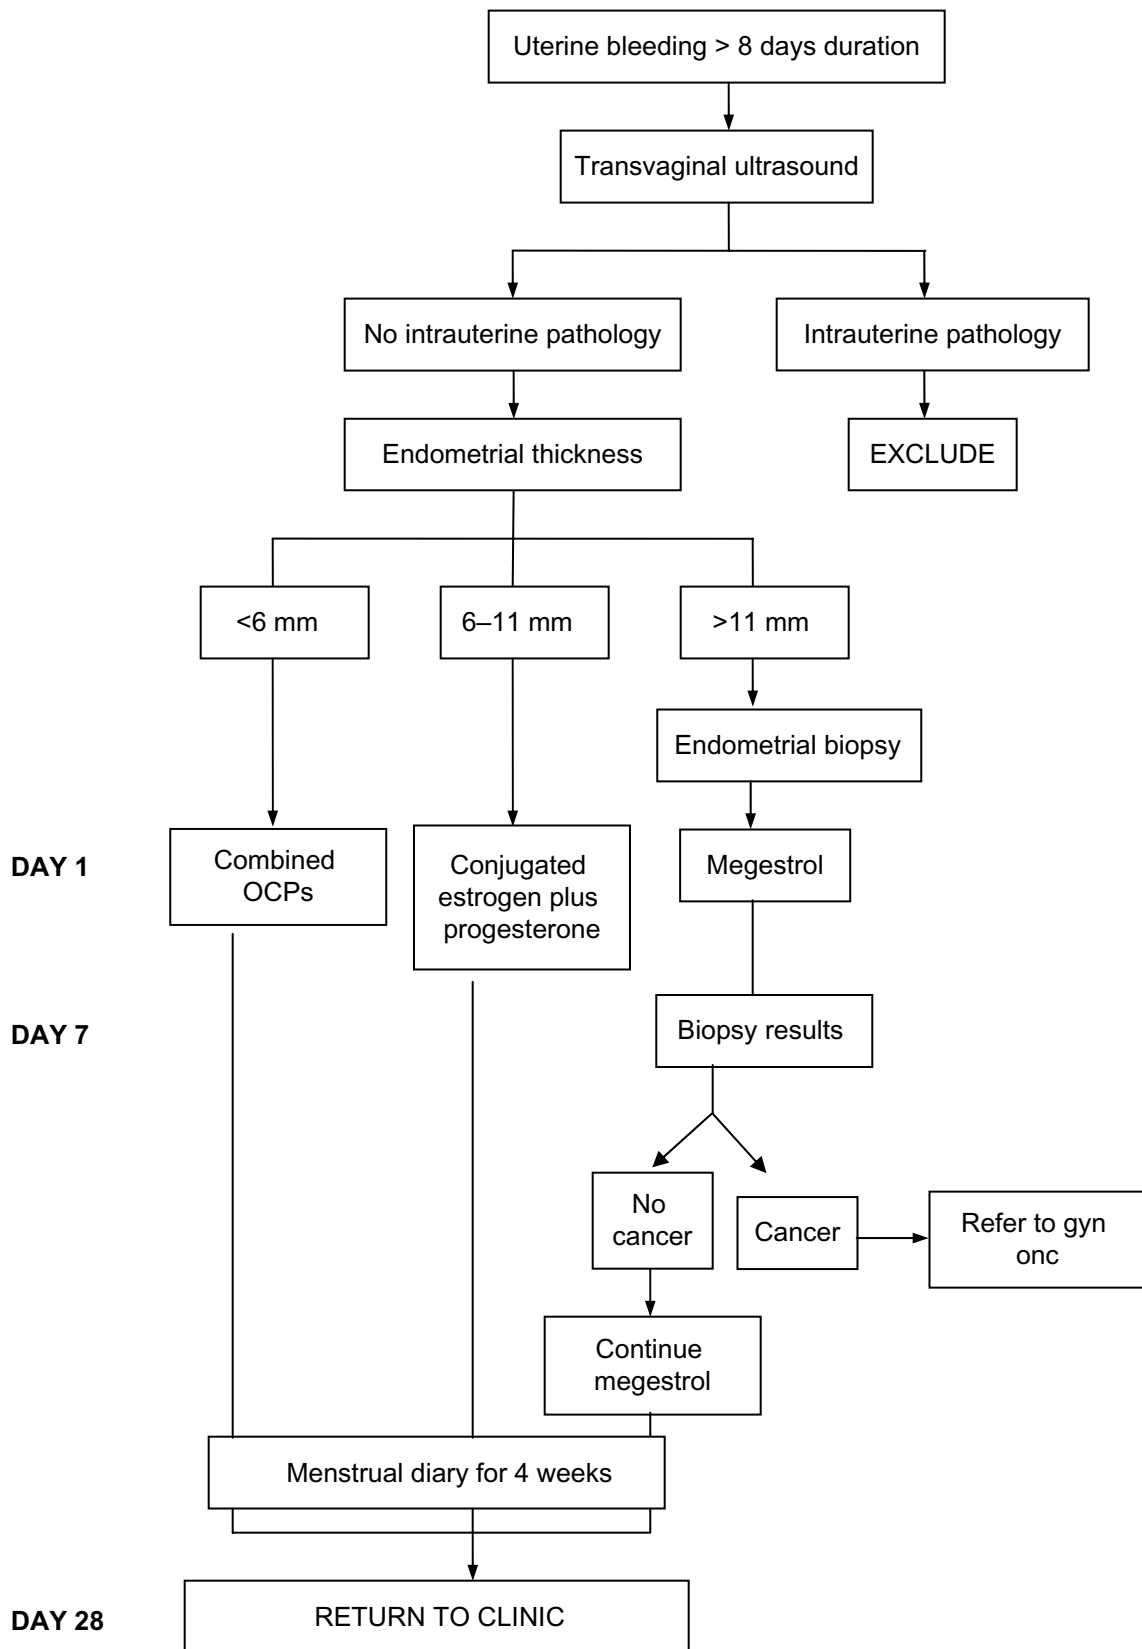 Uterine bleeding > 8 days duration
Transvaginal ultrasound
No intrauterine pathology
Intrauterine pathology
Endometrial thickness
EXCLUDE
<6 mm
6–11 mm
>11 mm
Endometrial biopsy
DAY 1
Combined
OCPs
Conjugated
estrogen plus
progesterone
Megestrol
DAY 7
Biopsy results
No
cancer
Cancer
Refer to gyn
onc
Continue
megestrol
Menstrual diary for 4 weeks
DAY 28
RETURN TO CLINIC